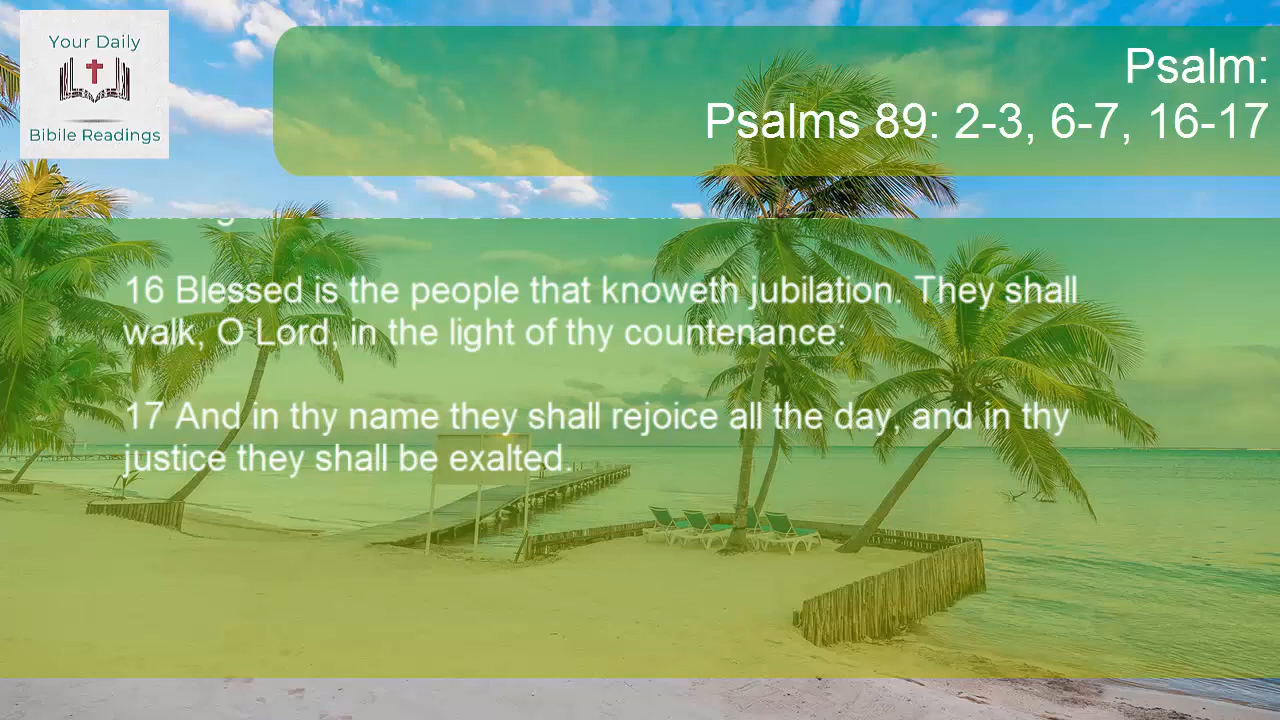 Your Daily
Bibile Readings
Psalm:
Psalms 89: 2-3, 6-7, 16-17
16 Blessed is the people that knoweth jubilation. They shall
walk, O Lord, in the light of thy countenance:
17 And in thy name they shall rejoice all the day, and in thy
justice they shall be exalted.